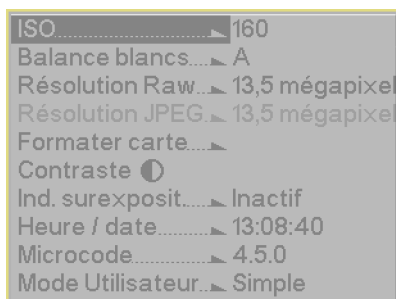 ISO................ 160
Balance blancs.... A
Résolution Raw.. 13,5 mégapixel
Résolution JPEG. 13,5 mégapixel
Formater carte.....
Contraste
Ind. surexposit..... Inactif
Heure / date.......... 13:08:40
Microcode............... 4.5.0
Mode Utilisateur.. Simple